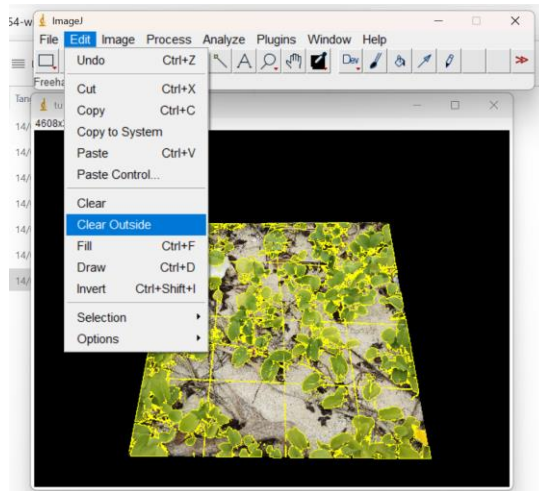 54-w
ImageJ
File Edit Image Process Analyze Plugins Window Help
Dev
Freeha
Undo Ctrl+Z
Cut Ctrl+X
Copy Ctrl+C
Copy to System
Paste Ctrl+V
Paste Control...
Clear
Clear Outside
Fill Ctrl+F
Draw Ctrl+D
Invert Ctrl+Shift+I
Selection
Options
Tan
tu
4608x
14/
14/
14/
14/
14/
14/
14/